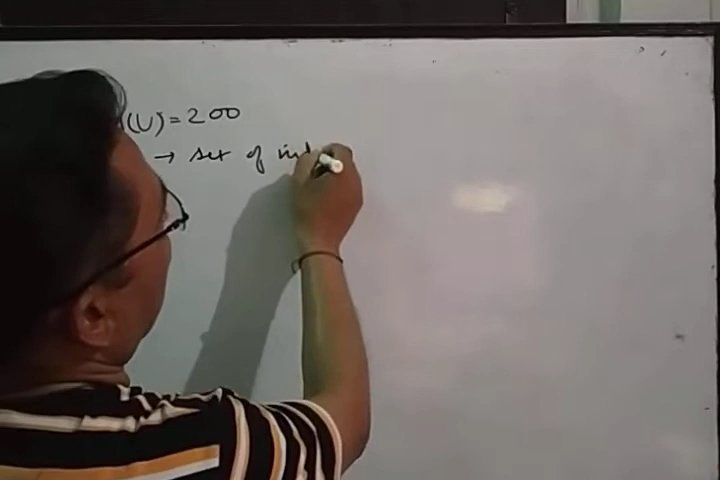 (U) = 200
→ set of